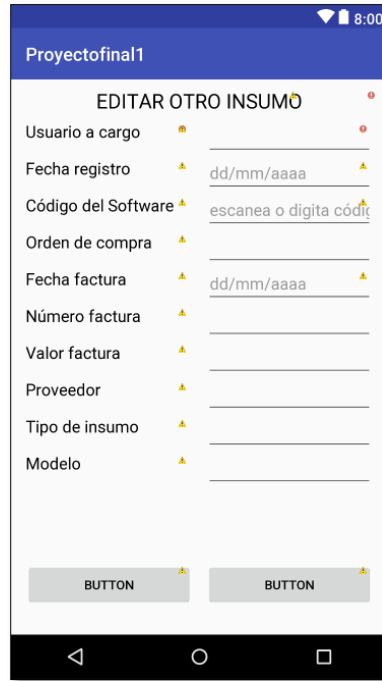 8:00
Proyectofinal1
EDITAR OTRO INSUMO
Usuario a cargo
Fecha registro dd/mm/aaaa
Código del Software escanea o digita códig
Orden de compra
Fecha factura dd/mm/aaaa
Número factura
Valor factura
Proveedor
Tipo de insumo
Modelo
BUTTON BUTTON